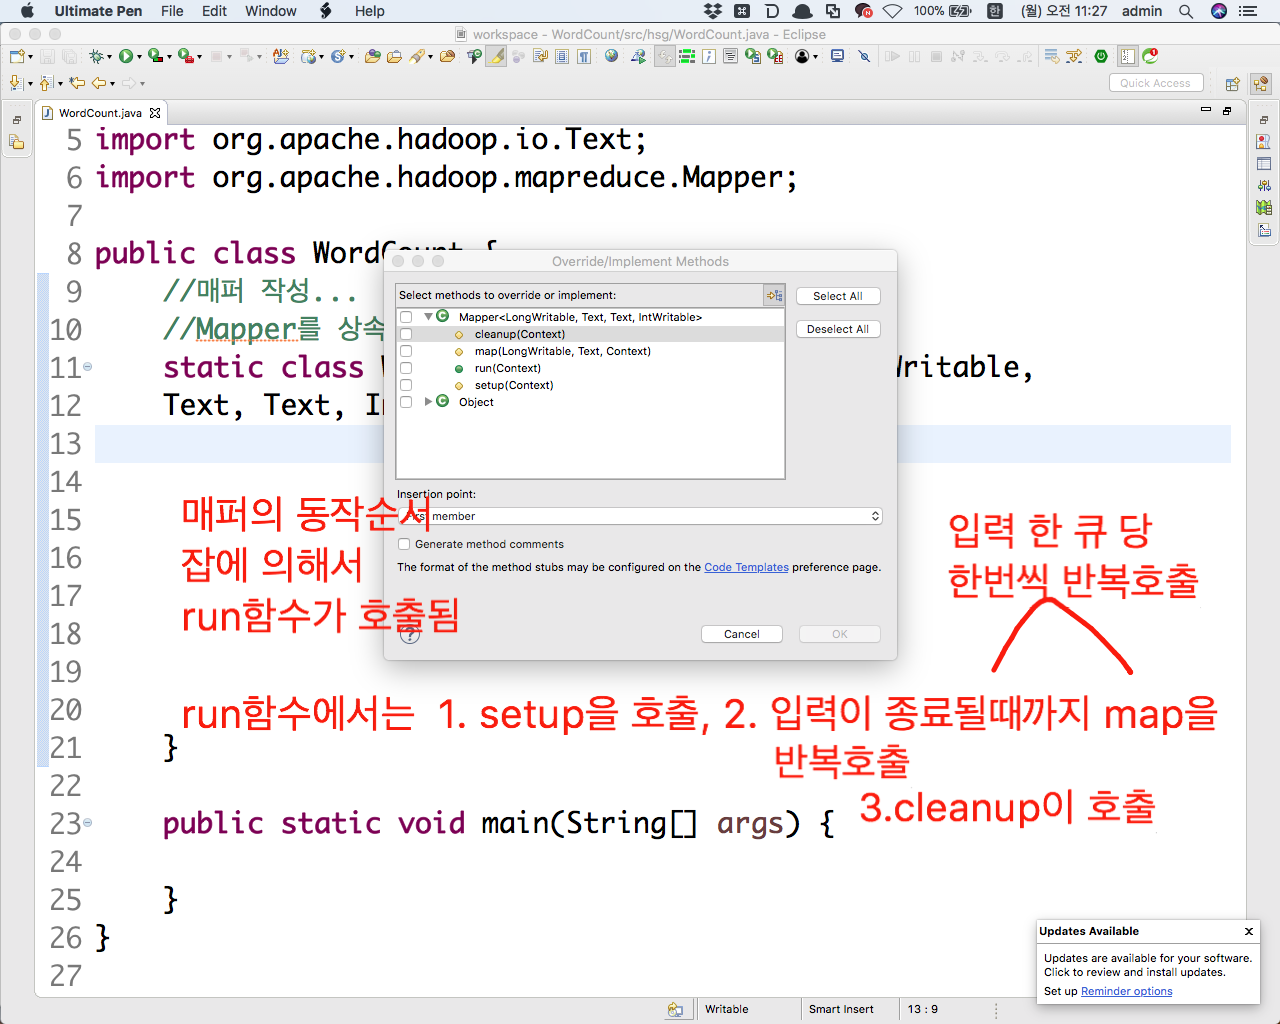 Ultimate Pen File Edit Window Help 100% 한 (월) 오전 11:27 admin
workspace - WordCount/src/hsg/WordCount.java - Eclipse
Quick Access
WordCount.java
5 import org.apache.hadoop.io.Text;
6 import org.apache.hadoop.mapreduce.Mapper;
7
8 public class WordCount {
9 //매퍼 작성...
10 //Mapper를 상속
11 static class Writable,
12 Text, Text,
13
14
15
16
17
18
19
20
21 }
22
23 public static void main(String[] args) {
24
25 }
26 }
27
Override/Implement Methods
Select methods to override or implement:
Select All
Deselect All
Mapper<LongWritable, Text, Text, IntWritable>
cleanup(Context)
map(LongWritable, Text, Context)
run(Context)
setup(Context)
Object
Insertion point:
First member
Generate method comments
The format of the method stubs may be configured on the Code Templates preference page.
?
Cancel
OK
매퍼의 동작순서
잡에 의해서
run함수가 호출됨
입력 한 큐 당
한번씩 반복호출
run함수에서는 1. setup을 호출, 2. 입력이 종료될때까지 map을
반복호출
3.cleanup이 호출
Updates Available
Updates are available for your software.
Click to review and install updates.
Set up Reminder options
Writable Smart Insert 13 : 9